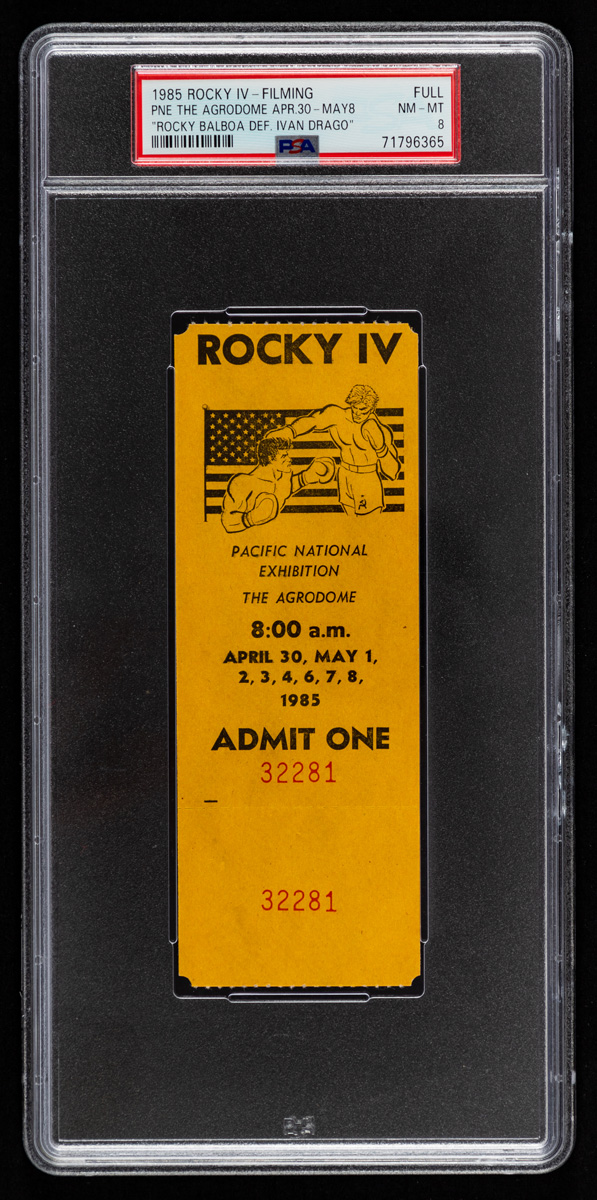 1985 ROCKY IV - FILMING FULL
PNE THE AGRODOME APR.30 - MAY8 NM - MT
"ROCKY BALBOA DEF. IVAN DRAGO" 8
PSA 71796365
ROCKY IV
PACIFIC NATIONAL
EXHIBITION
THE AGRODOME
8:00 a.m.
APRIL 30, MAY 1,
2, 3, 4, 6, 7, 8,
1985
ADMIT ONE
32281
32281